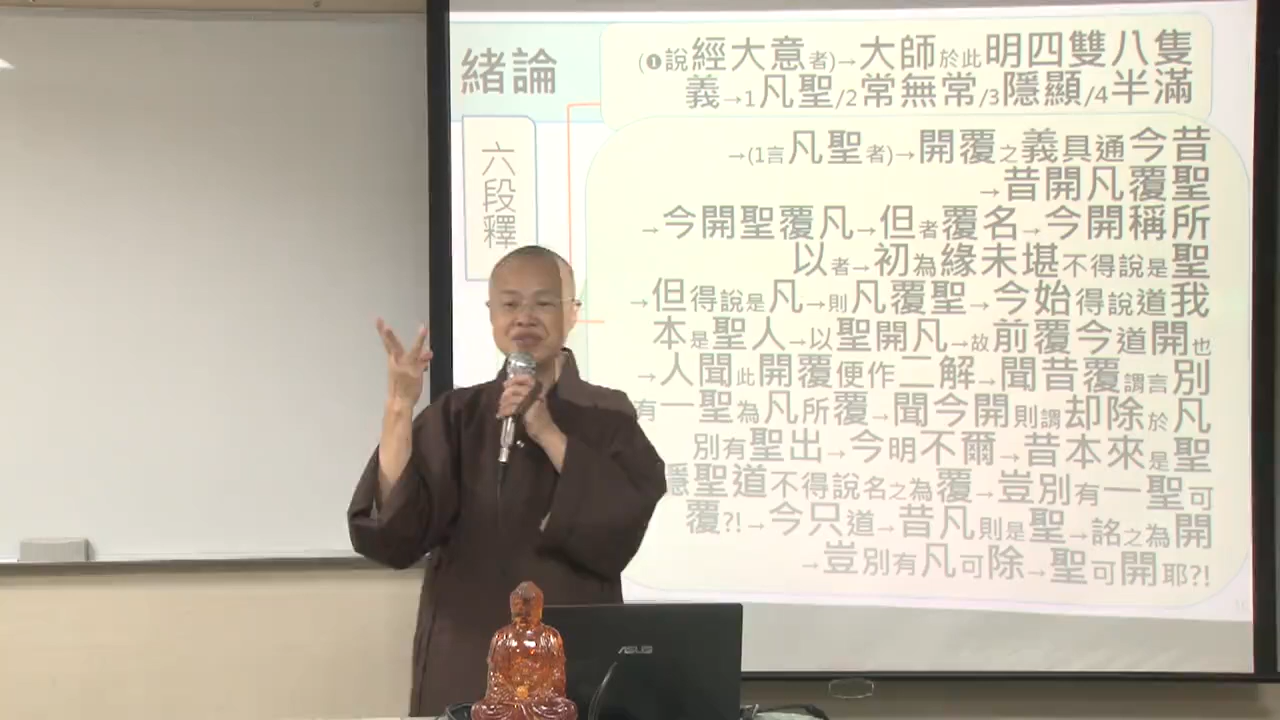 緒論
六段釋
(❶說經大意者)→大師於此明四雙八隻
義→1凡聖/2常無常/3隱顯/4半滿
→(1言凡聖者)→開覆之義具通今昔
→昔開凡覆聖
→今開聖覆凡→但者覆名→今開稱所
以者→初為緣未堪不得說是聖
→但得說是凡→則凡覆聖→今始得說道我
本是聖人→以聖開凡→故前覆今道開也
→人聞此開覆便作二解→聞昔覆謂言別
有一聖為凡所覆→聞今開則謂却除於凡
別有聖出→今明不爾→昔本來是聖
隱聖道不得說名之為覆→豈別有一聖可
覆?!→今只道→昔凡則是聖→詺之為開
→豈別有凡可除→聖可開耶?!
ASUS